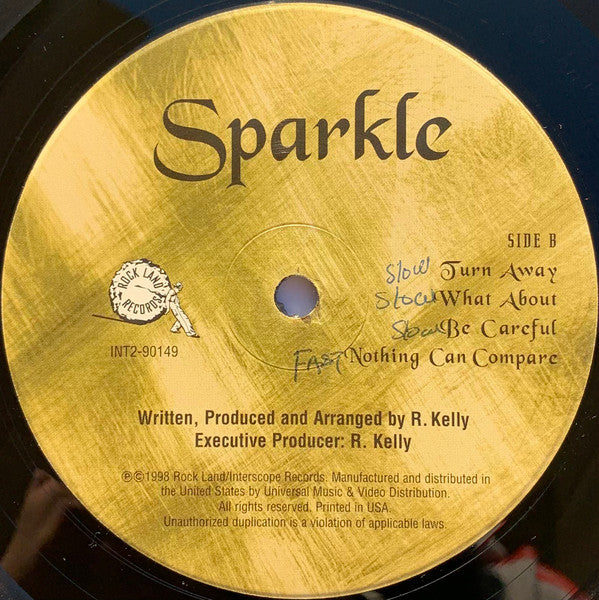 Sparkle
SIDE B
Slow Turn Away
Slow What About
Slow Be Careful
FAST Nothing Can Compare
ROCK LAND
RECORDS
INT2-90149
Written, Produced and Arranged by R. Kelly
Executive Producer: R. Kelly
℗©1998 Rock Land/Interscope Records. Manufactured and distributed in
the United States by Universal Music & Video Distribution.
All rights reserved. Printed in USA.
Unauthorized duplication is a violation of applicable laws.